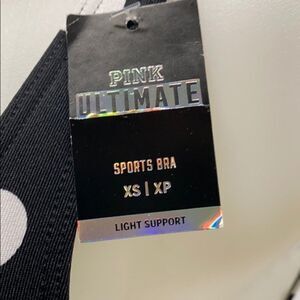 PINK
ULTIMATE
SPORTS BRA
XS | XP
LIGHT SUPPORT